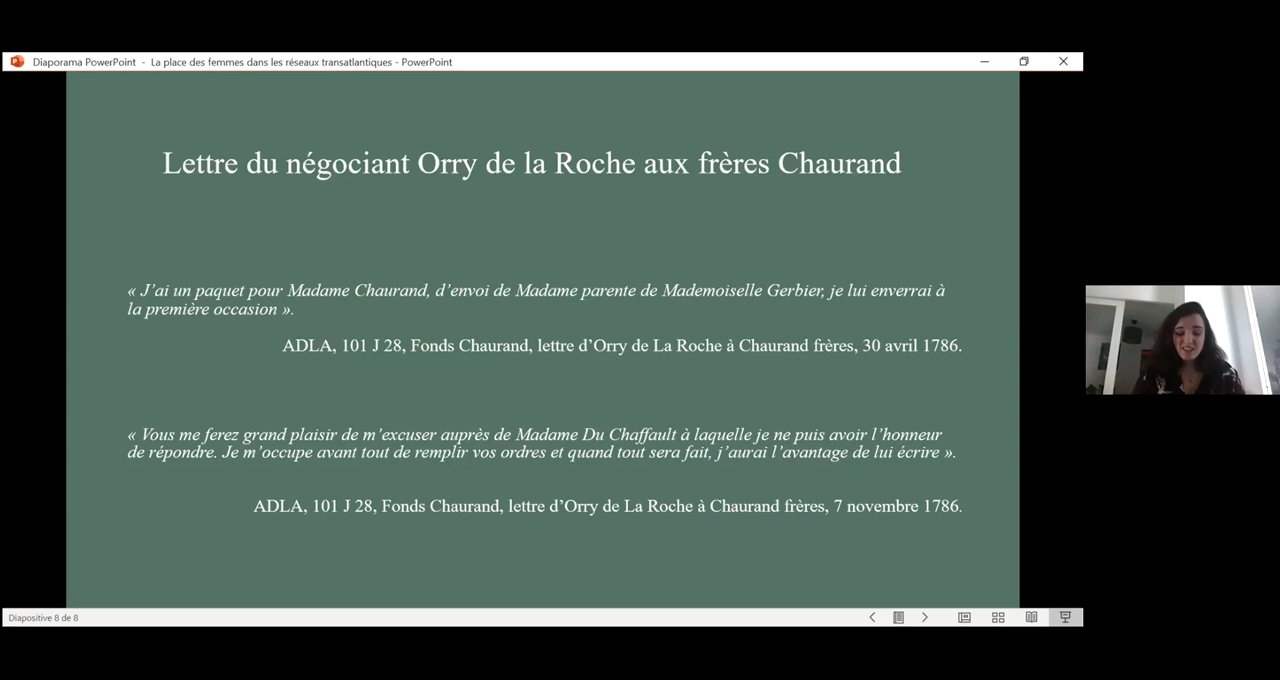 Diaporama PowerPoint - La place des femmes dans les réseaux transatlantiques - PowerPoint
Lettre du négociant Orry de la Roche aux frères Chaurand
« J’ai un paquet pour Madame Chaurand, d’envoi de Madame parente de Mademoiselle Gerbier, je lui enverrai à
la première occasion ».
ADLA, 101 J 28, Fonds Chaurand, lettre d’Orry de La Roche à Chaurand frères, 30 avril 1786.
« Vous me ferez grand plaisir de m’excuser auprès de Madame Du Chaffault à laquelle je ne puis avoir l’honneur
de répondre. Je m’occupe avant tout de remplir vos ordres et quand tout sera fait, j’aurai l’avantage de lui écrire ».
ADLA, 101 J 28, Fonds Chaurand, lettre d’Orry de La Roche à Chaurand frères, 7 novembre 1786.
Diapositive 8 de 8